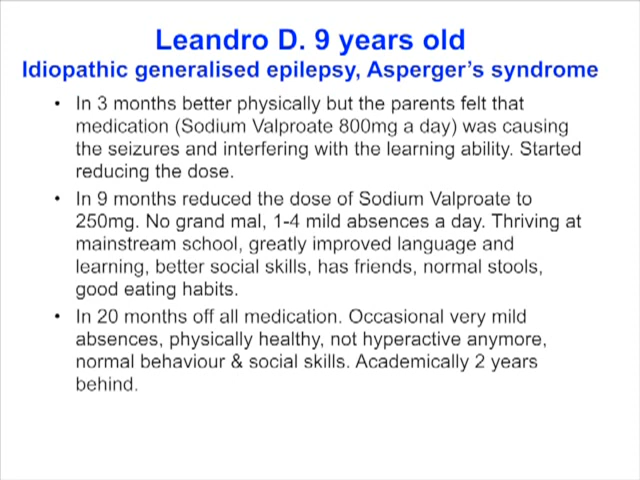 Leandro D. 9 years old
Idiopathic generalised epilepsy, Asperger's syndrome
• In 3 months better physically but the parents felt that
medication (Sodium Valproate 800mg a day) was causing
the seizures and interfering with the learning ability. Started
reducing the dose.
• In 9 months reduced the dose of Sodium Valproate to
250mg. No grand mal, 1-4 mild absences a day. Thriving at
mainstream school, greatly improved language and
learning, better social skills, has friends, normal stools,
good eating habits.
• In 20 months off all medication. Occasional very mild
absences, physically healthy, not hyperactive anymore,
normal behaviour & social skills. Academically 2 years
behind.